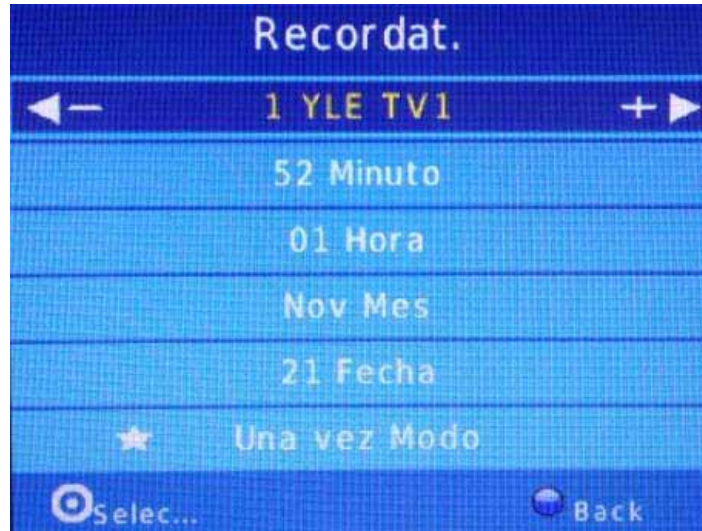 Recordat.
1 YLE TV1
52 Minuto
01 Hora
Nov Mes
21 Fecha
Una vez Modo
Selec... Back